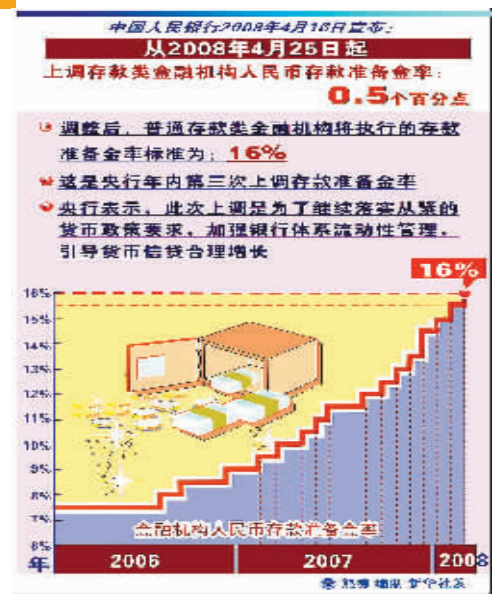 中国人民银行2008年4月16日宣布:
从2008年4月25日起
上调存款类金融机构人民币存款准备金率:
0.5个百分点
调整后，普通存款类金融机构将执行的存款
准备金率标准为：16%
这是央行年内第三次上调存款准备金率
央行表示，此次上调是为了继续落实从紧的
货币政策要求，加强银行体系流动性管理，
引导货币信贷合理增长
16%
16%
15%
14%
13%
12%
11%
10%
9%
8%
7%
6%
金融机构人民币存款准备金率
年 2006 2007 2008
编制 新华社发